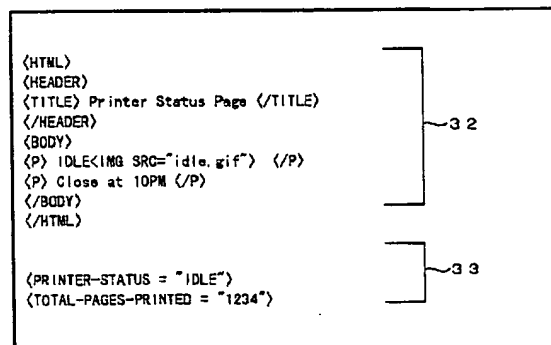 <HTML>
<HEADER>
<TITLE> Printer Status Page </TITLE>
</HEADER>
<BODY>
<P> IDLE<IMG SRC="idle.gif"> </P>
<P> Close at 10PM </P>
</BODY>
</HTML>
32
<PRINTER-STATUS = "IDLE">
<TOTAL-PAGES-PRINTED = "1234">
33